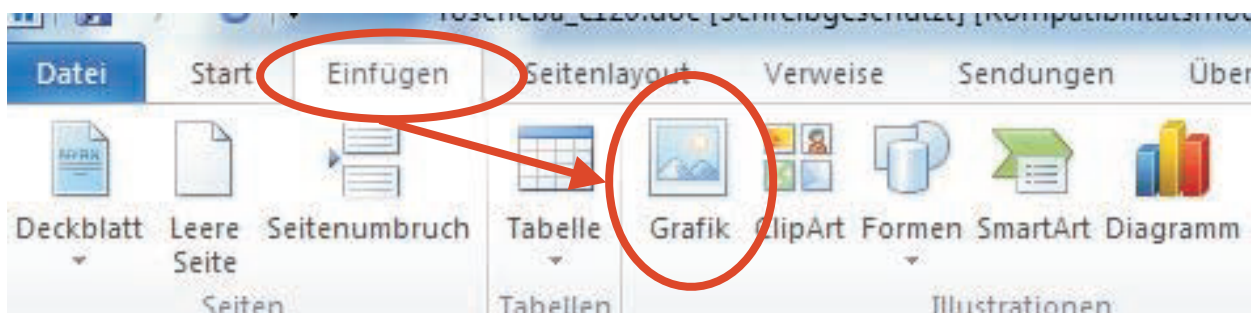 Datei Start Einfügen Seitenlayout Verweise Sendungen Über
Deckblatt Leere Seitenumbruch Tabelle Grafik ClipArt Formen SmartArt Diagramm
Seite
Seiten Tabellen Illustrationen